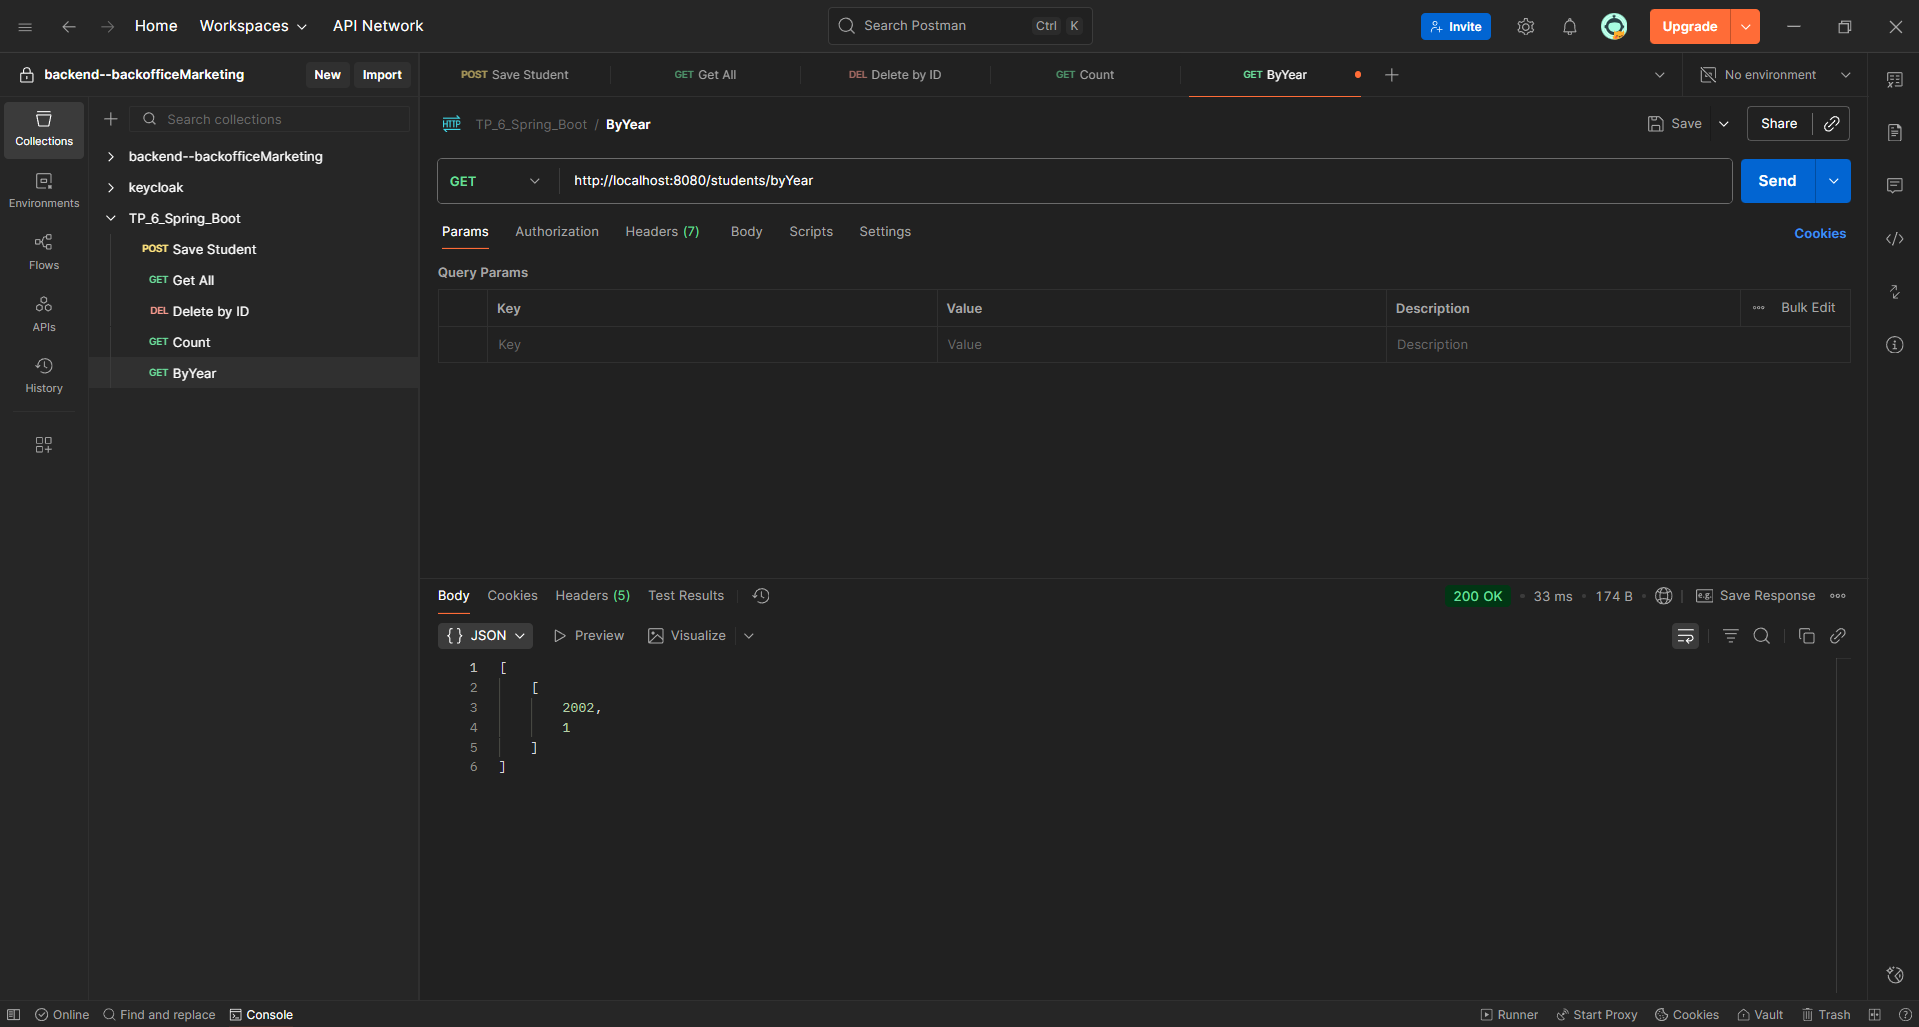 Home Workspaces API Network Search Postman Ctrl K Invite Upgrade
backend--backofficeMarketing New Import POST Save Student GET Get All DEL Delete by ID GET Count GET ByYear No environment
Collections
Environments
Flows
APIs
History
Search collections
backend--backofficeMarketing
keycloak
TP_6_Spring_Boot
POST Save Student
GET Get All
DEL Delete by ID
GET Count
GET ByYear
HTTP TP_6_Spring_Boot / ByYear Save Share
GET http://localhost:8080/students/byYear Send
Params Authorization Headers (7) Body Scripts Settings Cookies
Query Params
Key Value Description Bulk Edit
Key Value Description
Body Cookies Headers (5) Test Results 200 OK 33 ms 174 B e.g. Save Response
{} JSON Preview Visualize
1 [
2 [
3 2002,
4 1
5 ]
6 ]
Online Find and replace Console Runner Start Proxy Cookies Vault Trash